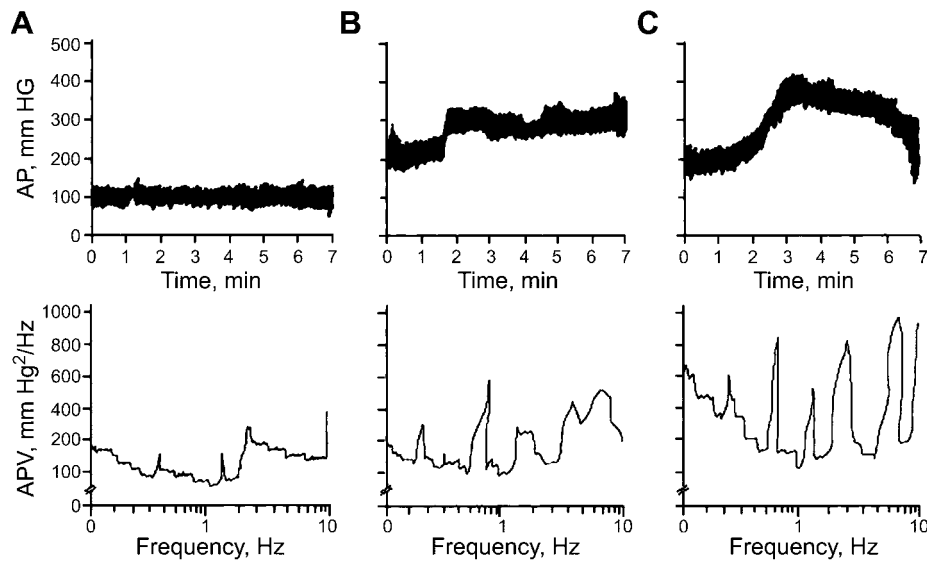 A
B
C
AP, mm HG
500
400
300
200
100
0
0 1 2 3 4 5 6 7
0 1 2 3 4 5 6 7
0 1 2 3 4 5 6 7
Time, min
Time, min
Time, min
APV, mm Hg²/Hz
1000
800
600
400
200
100
0
0 1 10
0 1 10
0 1 10
Frequency, Hz
Frequency, Hz
Frequency, Hz